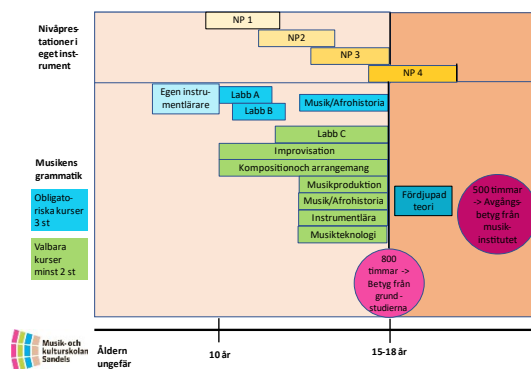 Nivåpres-
tationer i
eget instru-
ment
NP 1
NP2
NP 3
NP 4
Egen instru-
mentlärare
Labb A
Labb B
Musik/Afrohistoria
Labb C
Improvisation
Kompositionoch arrangemang
Musikproduktion
Musik/Afrohistoria
Instrumentlära
Musikteknologi
Musikens
grammatik
Obligato-
riska kurser
3 st
Valbara
kurser
minst 2 st
Fördjupad
teori
500 timmar
-> Avgångs-
betyg från
musik-
institutet
800
timmar ->
Betyg från
grund-
studierna
Musik- och
kulturskolan
Sandels
Åldern
ungefär
10 år
15-18 år